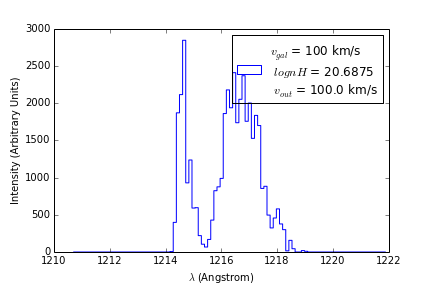 3000
2500
2000
1500
1000
500
0
Intensity (Arbitrary Units)
v_gal = 100 km/s
lognH = 20.6875
v_out = 100.0 km/s
1210 1212 1214 1216 1218 1220 1222
λ (Angstrom)